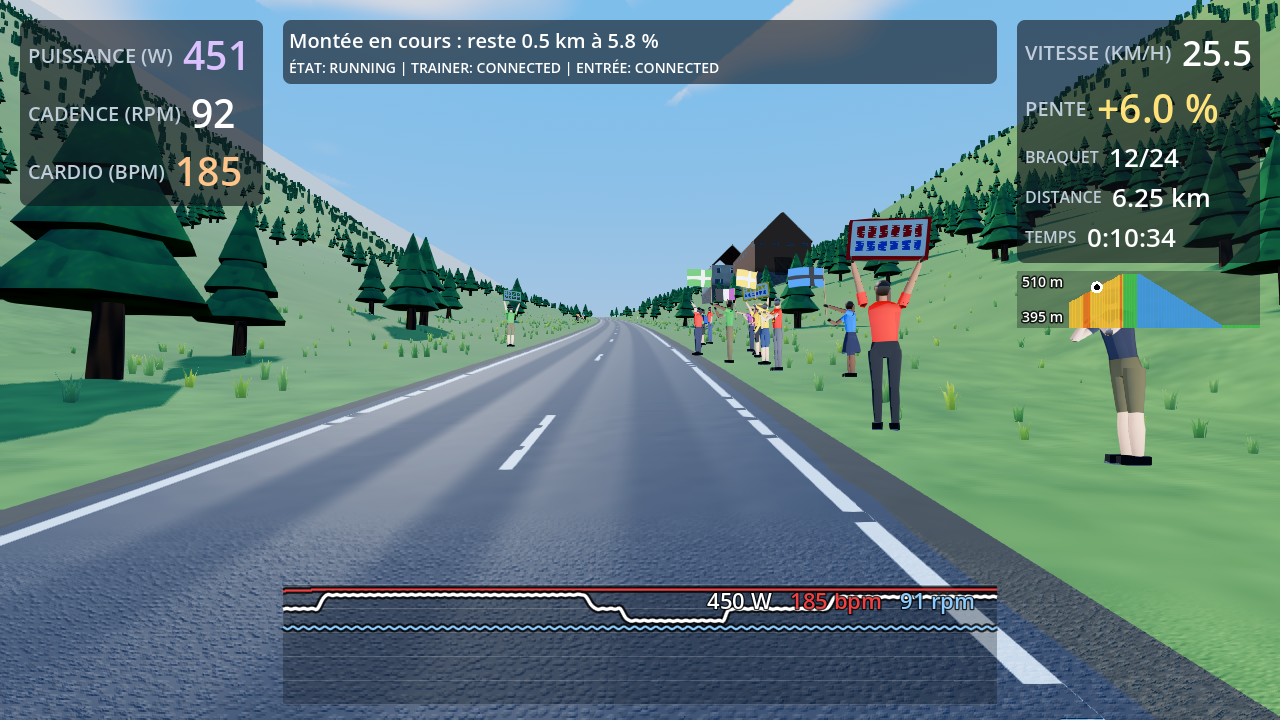 PUISSANCE (W) 451
CADENCE (RPM) 92
CARDIO (BPM) 185
Montée en cours : reste 0.5 km à 5.8 %
ÉTAT: RUNNING | TRAINER: CONNECTED | ENTRÉE: CONNECTED
VITESSE (KM/H) 25.5
PENTE +6.0 %
BRAQUET 12/24
DISTANCE 6.25 km
TEMPS 0:10:34
510 m
395 m
450 W 185 bpm 91 rpm